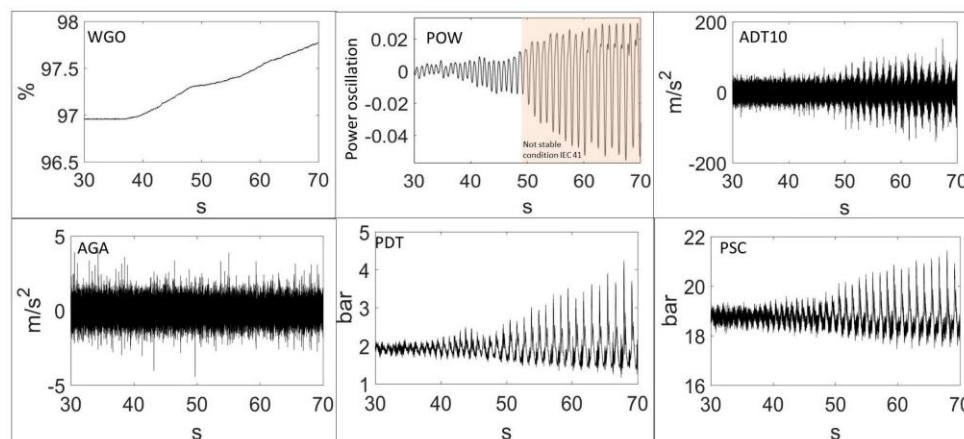 WGO
98
97.5
97
96.5
%
30 40 50 60 70
s
POW
0.02
0
-0.02
-0.04
Power oscillation
Not stable
condition IEC 41
30 40 50 60 70
s
ADT10
200
0
-200
m/s2
30 40 50 60 70
s
AGA
5
0
-5
m/s2
30 40 50 60 70
s
PDT
5
4
3
2
1
bar
30 40 50 60 70
s
PSC
22
20
18
16
bar
30 40 50 60 70
s